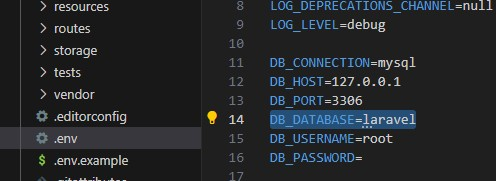 resources
routes
storage
tests
vendor
.editorconfig
.env
$ .env.example
.gitattributes
8 LOG_DEPRECATIONS_CHANNEL=null
9 LOG_LEVEL=debug
10
11 DB_CONNECTION=mysql
12 DB_HOST=127.0.0.1
13 DB_PORT=3306
14 DB_DATABASE=laravel
15 DB_USERNAME=root
16 DB_PASSWORD=
17